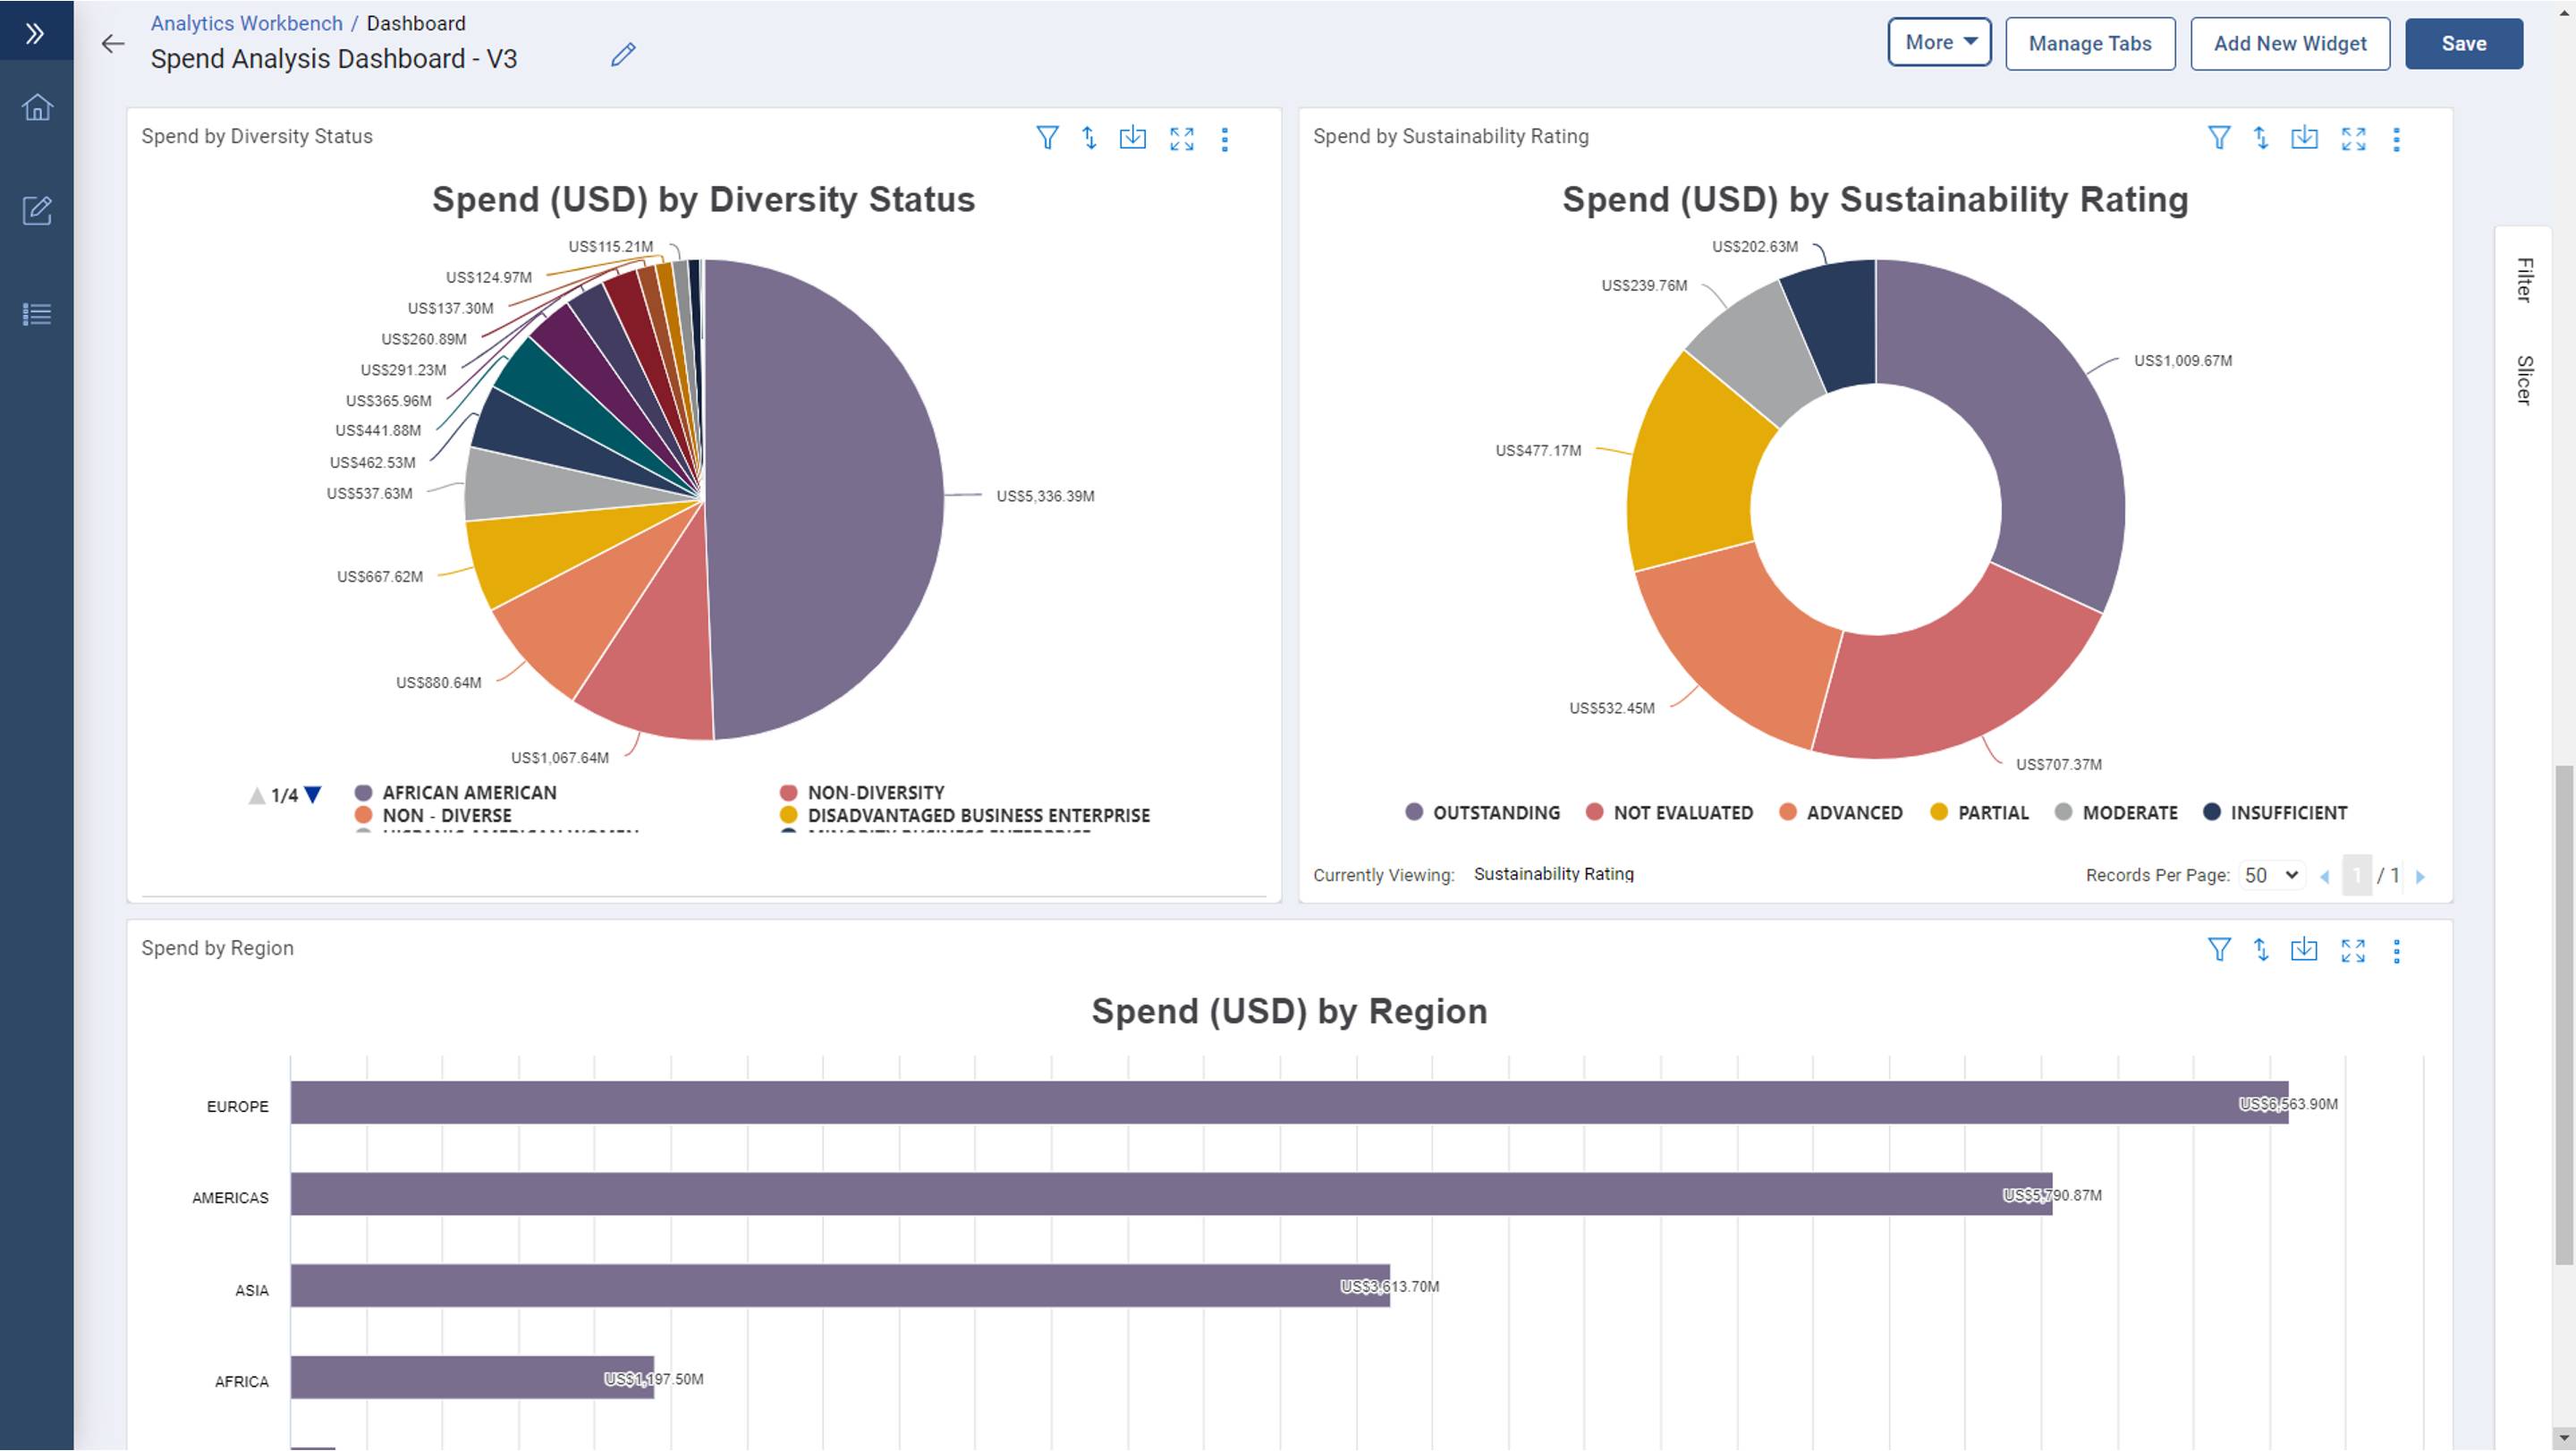 Analytics Workbench / Dashboard
Spend Analysis Dashboard - V3
More
Manage Tabs
Add New Widget
Save
Spend by Diversity Status
Spend (USD) by Diversity Status
US$115.21M
US$124.97M
US$137.30M
US$260.89M
US$291.23M
US$365.96M
US$441.88M
US$462.53M
US$537.63M
US$667.62M
US$880.64M
US$1,067.64M
US$5,336.39M
1/4
AFRICAN AMERICAN
NON-DIVERSITY
NON - DIVERSE
DISADVANTAGED BUSINESS ENTERPRISE
HISPANIC AMERICAN WOMEN
MINORITY BUSINESS ENTERPRISE
Spend by Sustainability Rating
Spend (USD) by Sustainability Rating
US$202.63M
US$239.76M
US$1,009.67M
US$477.17M
US$532.45M
US$707.37M
OUTSTANDING
NOT EVALUATED
ADVANCED
PARTIAL
MODERATE
INSUFFICIENT
Currently Viewing: Sustainability Rating
Records Per Page: 50
1 / 1
Filter
Slicer
Spend by Region
Spend (USD) by Region
EUROPE
US$6,563.90M
AMERICAS
US$5,790.87M
ASIA
US$3,613.70M
AFRICA
US$1,197.50M